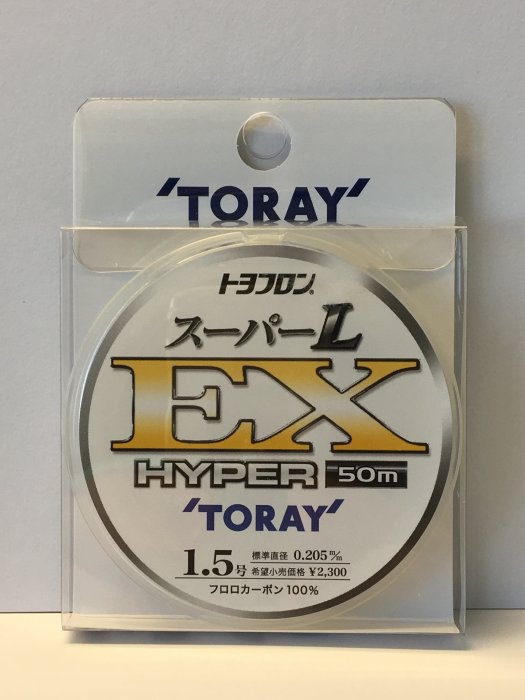 'TORAY'
トヨフロン®
スーパーL
EX
HYPER 50m
'TORAY'
1.5号 標準直径 0.205m/m
希望小売価格 ¥2,300
フロロカーボン100%